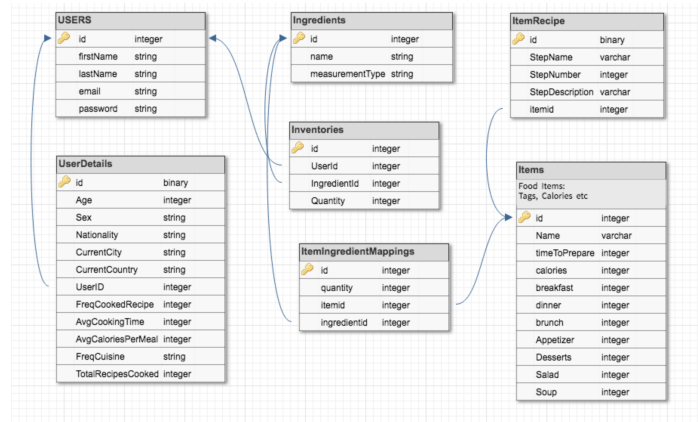 USERS
id integer
firstName string
lastName string
email string
password string
Ingredients
id integer
name string
measurementType string
ItemRecipe
id binary
StepName varchar
StepNumber integer
StepDescription varchar
itemid integer
Inventories
id integer
UserId integer
IngredientId integer
Quantity integer
UserDetails
id binary
Age integer
Sex string
Nationality string
CurrentCity string
CurrentCountry string
UserID integer
FreqCookedRecipe integer
AvgCookingTime integer
AvgCaloriesPerMeal integer
FreqCuisine string
TotalRecipesCooked integer
Items
Food Items:
Tags, Calories etc
id integer
Name varchar
timeToPrepare integer
calories integer
breakfast integer
dinner integer
brunch integer
Appetizer integer
Desserts integer
Salad integer
Soup integer
ItemIngredientMappings
id integer
quantity integer
itemid integer
ingredientid integer